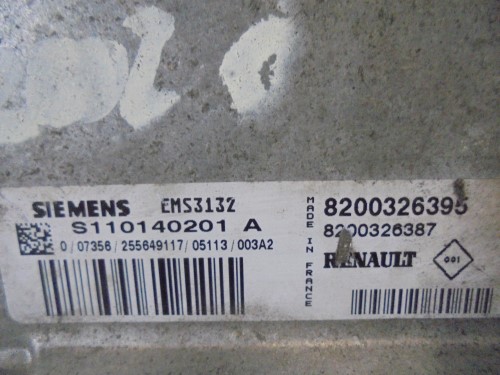 SIEMENS EMS3132
S110140201 A
0/07356/255649117/05113/003A2
MADE IN FRANCE
8200326395
8200326387
RENAULT 001